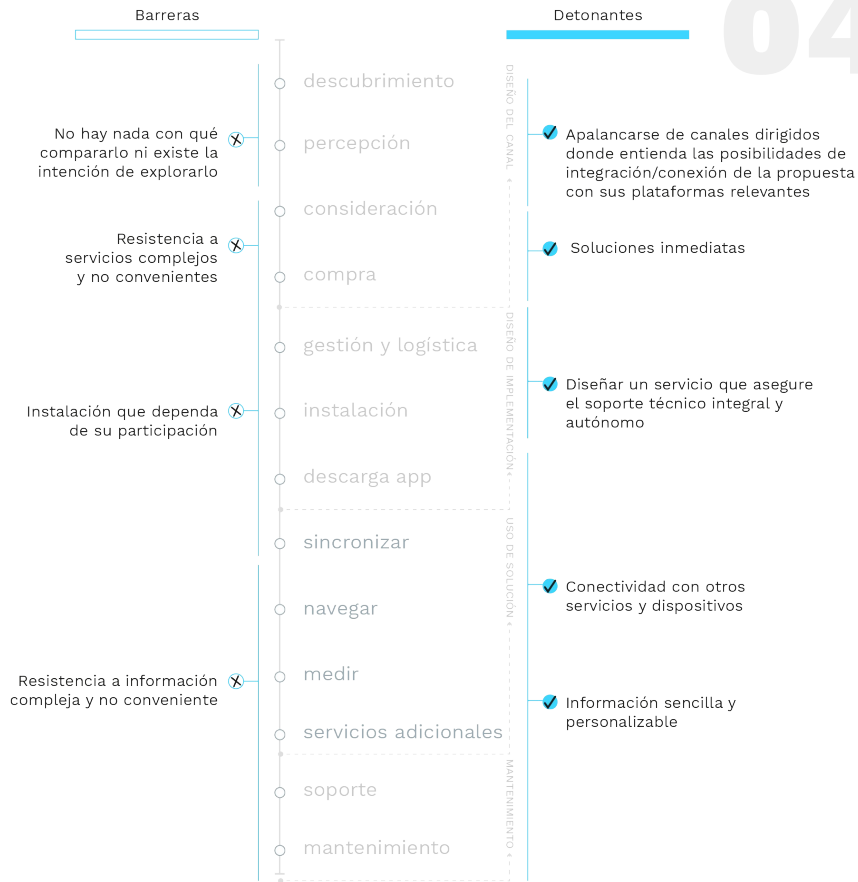 04
Barreras
Detonantes
descubrimiento
percepción
consideración
compra
gestión y logística
instalación
descarga app
sincronizar
navegar
medir
servicios adicionales
soporte
mantenimiento
No hay nada con qué
compararlo ni existe la
intención de explorarlo
Resistencia a
servicios complejos
y no convenientes
Instalación que dependa
de su participación
Resistencia a información
compleja y no conveniente
DISEÑO DEL CANAL
DISEÑO DE IMPLEMENTACIÓN
USO DE SOLUCIÓN
MANTENIMIENTO
Apalancarse de canales dirigidos
donde entienda las posibilidades de
integración/conexión de la propuesta
con sus plataformas relevantes
Soluciones inmediatas
Diseñar un servicio que asegure
el soporte técnico integral y
autónomo
Conectividad con otros
servicios y dispositivos
Información sencilla y
personalizable